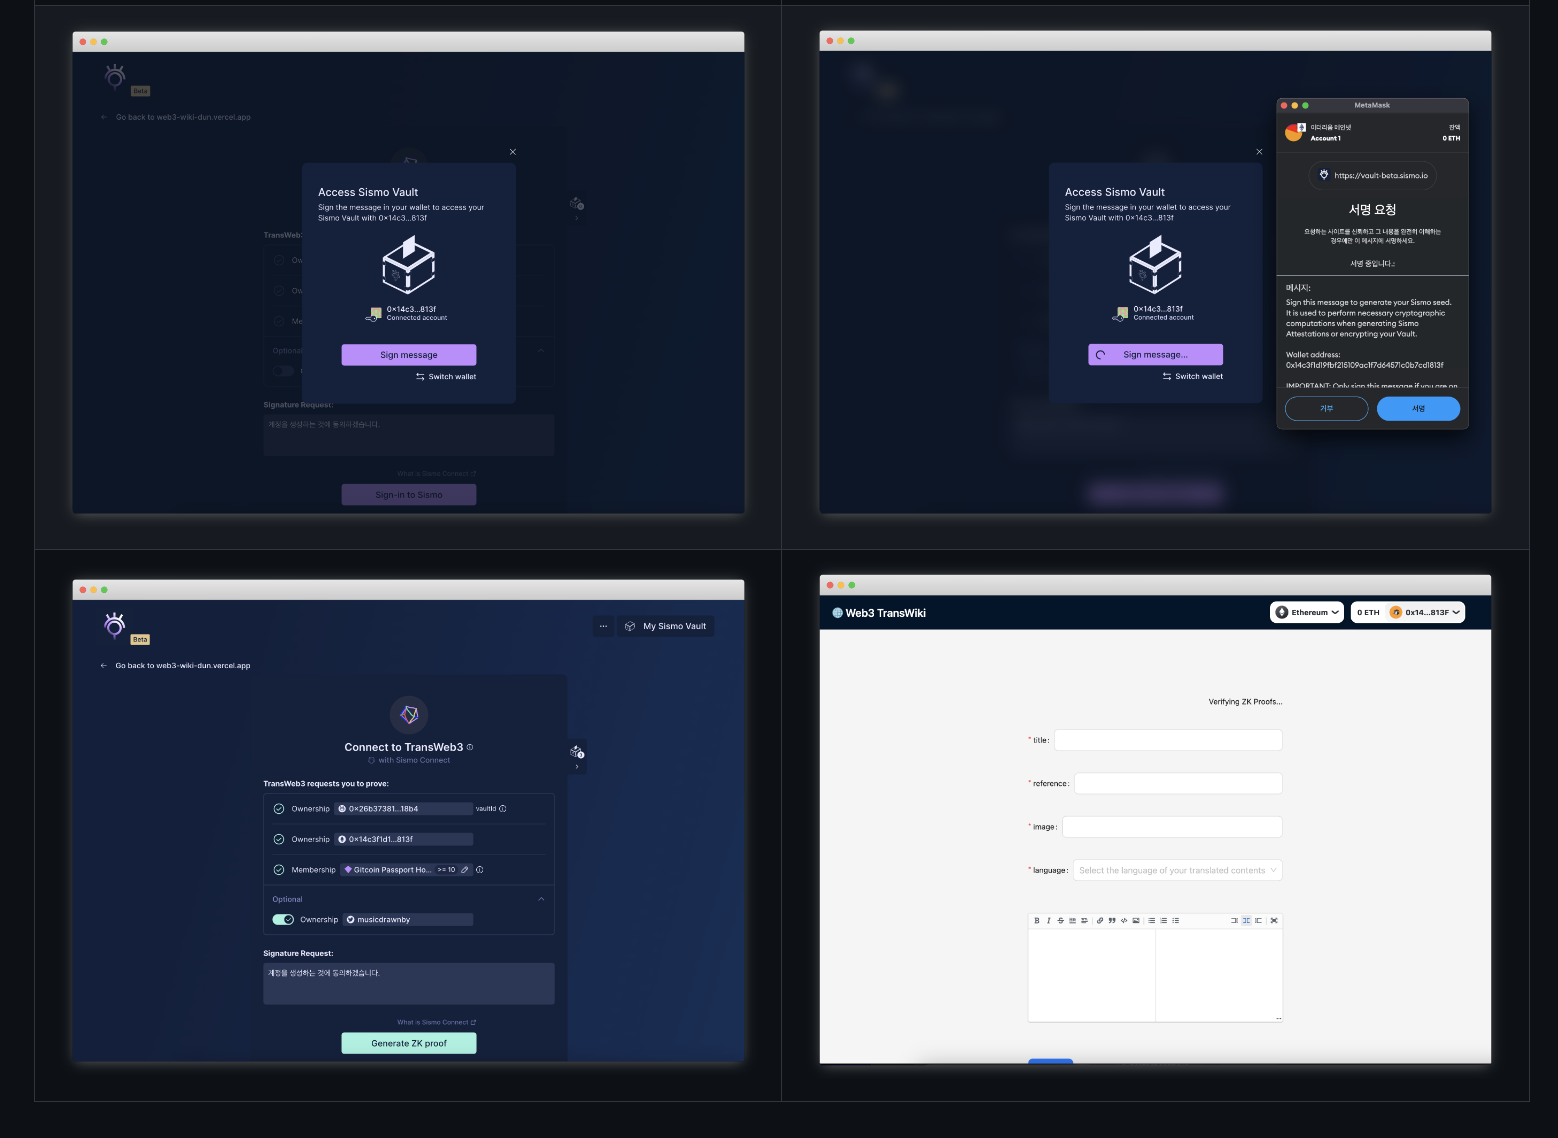 Beta
Go back to web3-wiki-dun.vercel.app
Access Sismo Vault
Sign the message in your wallet to access your
Sismo Vault with 0×14c3...813f
0×14c3...813f
Connected account
Sign message
Switch wallet
TransWeb3
Ow
Ow
Me
Optional
Signature Request:
계정을 생성하는 것에 동의하겠습니다.
What is Sismo Connect
Sign-in to Sismo
Access Sismo Vault
Sign the message in your wallet to access your
Sismo Vault with 0×14c3...813f
0×14c3...813f
Connected account
Sign message...
Switch wallet
MetaMask
이더리움 메인넷
잔액
Account 1
0 ETH
https://vault-beta.sismo.io
서명 요청
요청하는 사이트를 신뢰하고 그 내용을 완전히 이해하는
경우에만 이 메시지에 서명하세요.
서명 중입니다.:
메시지:
Sign this message to generate your Sismo seed.
It is used to perform necessary cryptographic
computations when generating Sismo
Attestations or encrypting your Vault.
Wallet address:
0x14c3f1d19fbf215109ac1f7d64571c0b7cd1813f
IMPORTANT: Only sign this message if you are on
거부
서명
Beta
...
My Sismo Vault
Go back to web3-wiki-dun.vercel.app
Connect to TransWeb3
with Sismo Connect
TransWeb3 requests you to prove:
Ownership 0×26b37381...18b4 vaultId
Ownership 0×14c3f1d1...813f
Membership Gitcoin Passport Ho... >= 10
Optional
Ownership musicdrawnby
Signature Request:
계정을 생성하는 것에 동의하겠습니다.
What is Sismo Connect
Generate ZK proof
Web3 TransWiki
Ethereum
0 ETH 0x14...813F
Verifying ZK Proofs...
* title:
* reference:
* image:
* language: Select the language of your translated contents